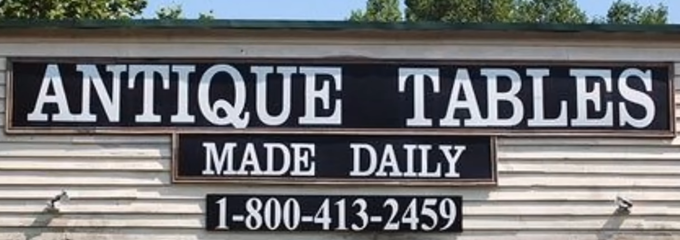 ANTIQUE TABLES
MADE DAILY
1-800-413-2459